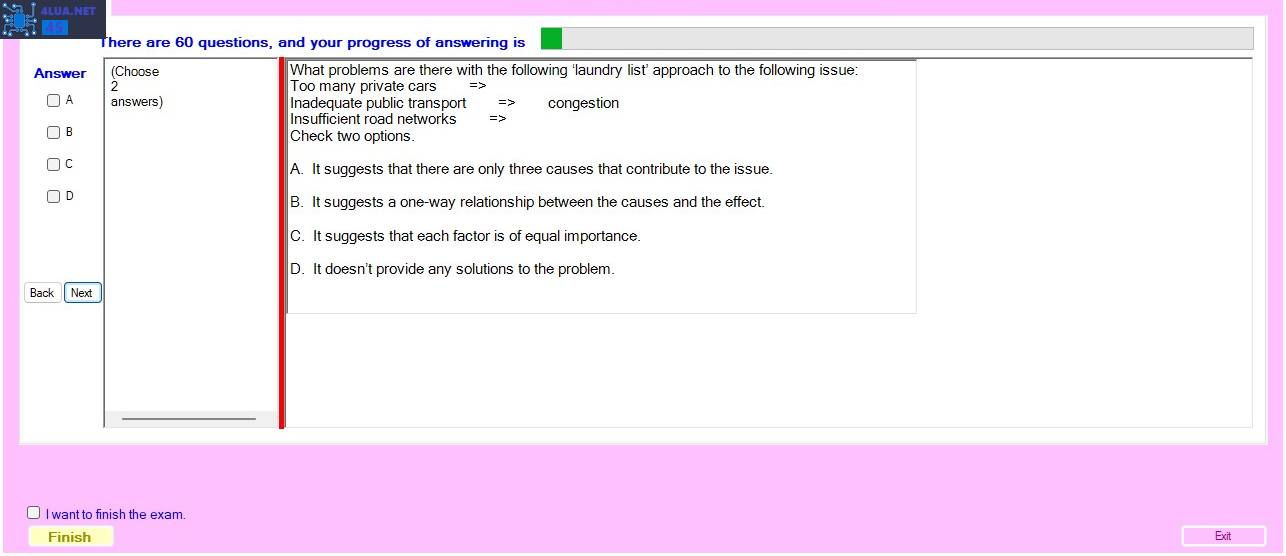 4LUA.NET
45
There are 60 questions, and your progress of answering is
Answer
A
B
C
D
Back Next
(Choose
2
answers)
What problems are there with the following 'laundry list' approach to the following issue:
Too many private cars =>
Inadequate public transport => congestion
Insufficient road networks =>
Check two options.
A. It suggests that there are only three causes that contribute to the issue.
B. It suggests a one-way relationship between the causes and the effect.
C. It suggests that each factor is of equal importance.
D. It doesn't provide any solutions to the problem.
I want to finish the exam.
Finish
Exit